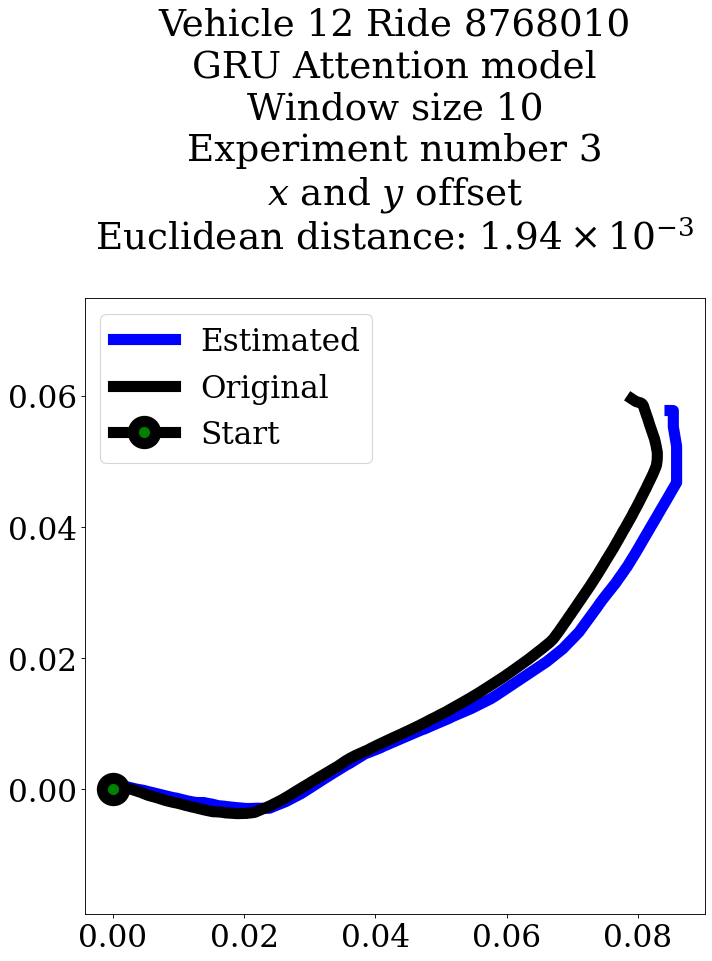 Vehicle 12 Ride 8768010
GRU Attention model
Window size 10
Experiment number 3
x and y offset
Euclidean distance: 1.94 × 10⁻³
Estimated
Original
Start
0.06
0.04
0.02
0.00
0.00 0.02 0.04 0.06 0.08